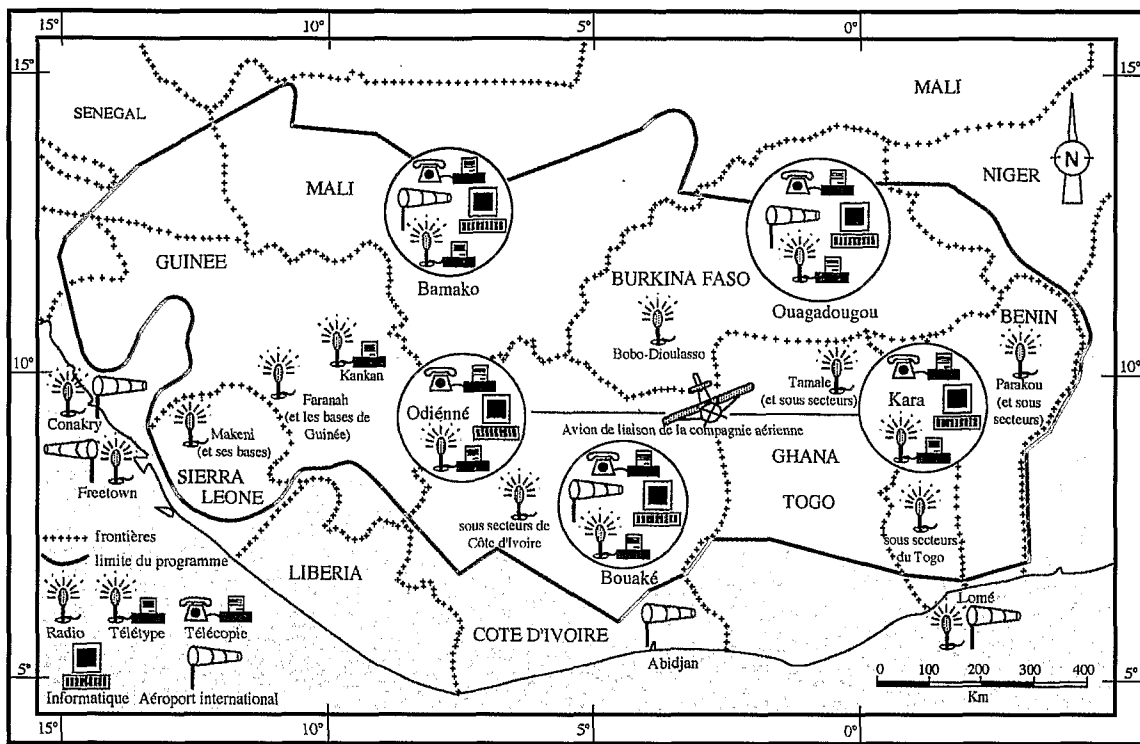 15°
10°
5°
0°
15°
15°
SENEGAL
MALI
MALI
N
NIGER
GUINEE
Bamako
BURKINA FASO
Ouagadougou
Bobo-Dioulasso
BENIN
10°
10°
Kankan
Conakry
Faranah
(et les bases de
Guinée)
Odiénné
Tamale
(et sous secteurs)
Kara
Parakou
(et sous
secteurs)
Avion de liaison de la compagnie aérienne
Makeni
(et ses bases)
Freetown
SIERRA
LEONE
GHANA
TOGO
sous secteurs de
Côte d'Ivoire
Bouaké
sous secteurs
du Togo
frontières
limite du programme
LIBERIA
Radio
Télétype
Télécopie
COTE D'IVOIRE
Abidjan
Lomé
5°
5°
Informatique
Aéroport international
0 100 200 300 400
Km
15°
10°
5°
0°